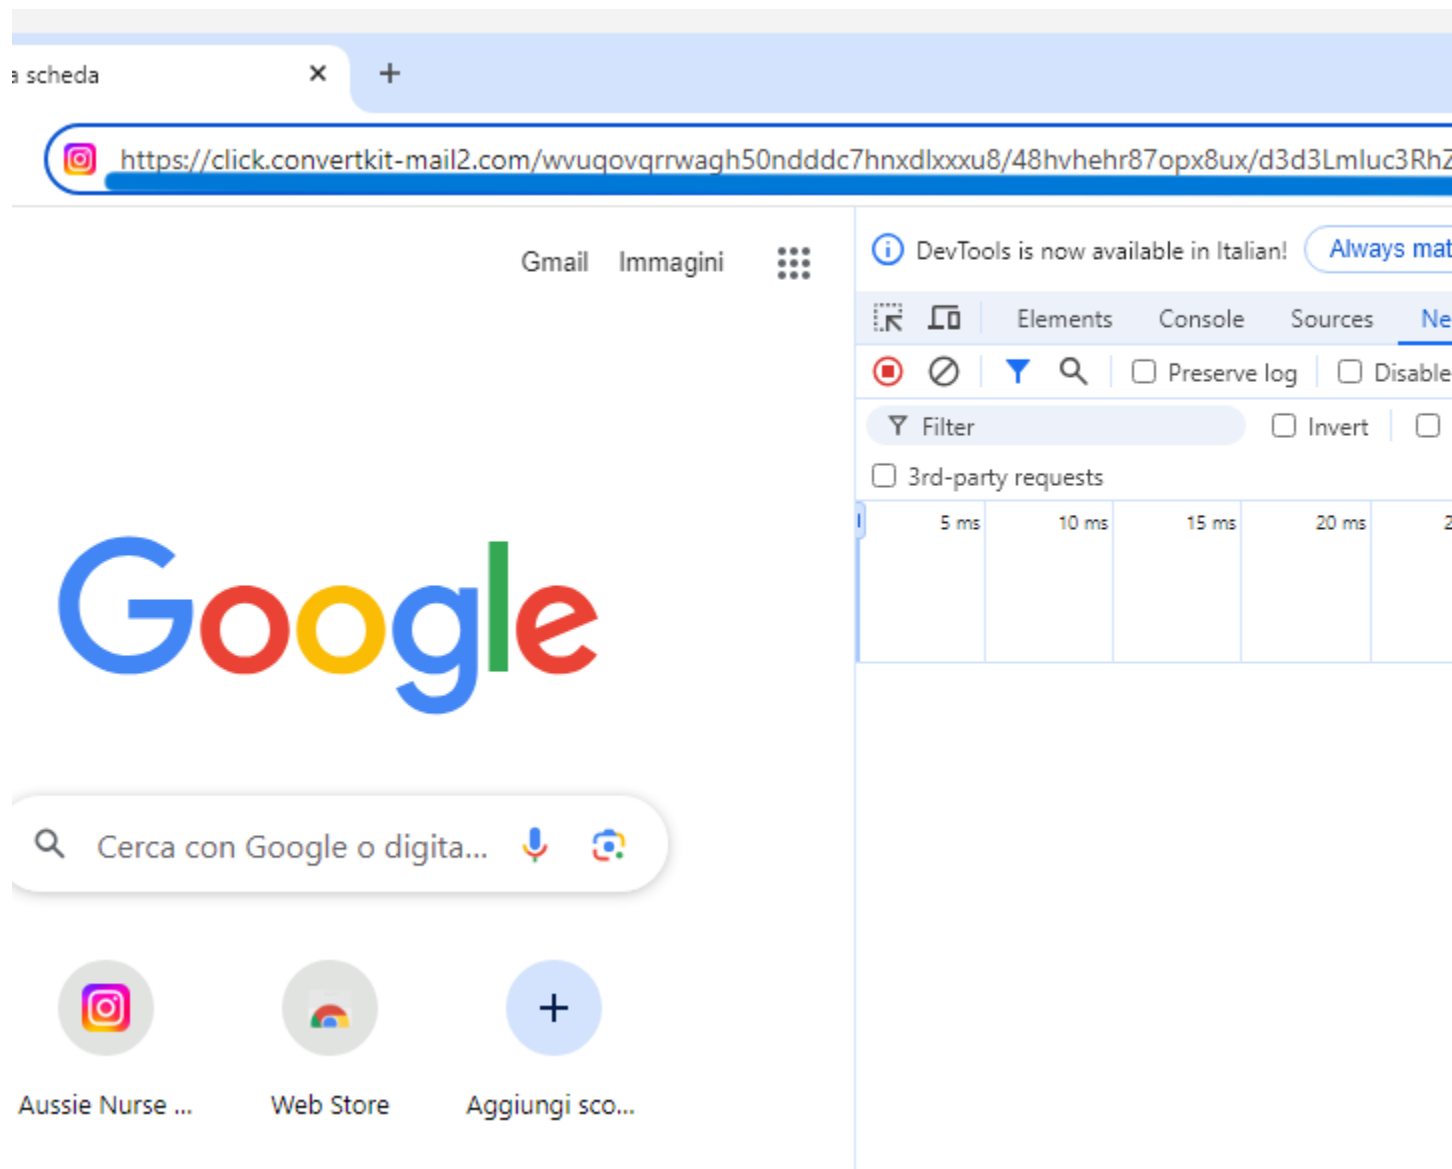 a scheda
https://click.convertkit-mail2.com/wvuqovqrrwagh50ndddc7hnxdlxxxu8/48hvhehr87opx8ux/d3d3Lmluc3RhZ
Gmail Immagini
DevTools is now available in Italian! Always mat
Elements Console Sources Ne
Preserve log Disable
Filter Invert
3rd-party requests
5 ms 10 ms 15 ms 20 ms 2
Google
Cerca con Google o digita...
Aussie Nurse ... Web Store Aggiungi sco...